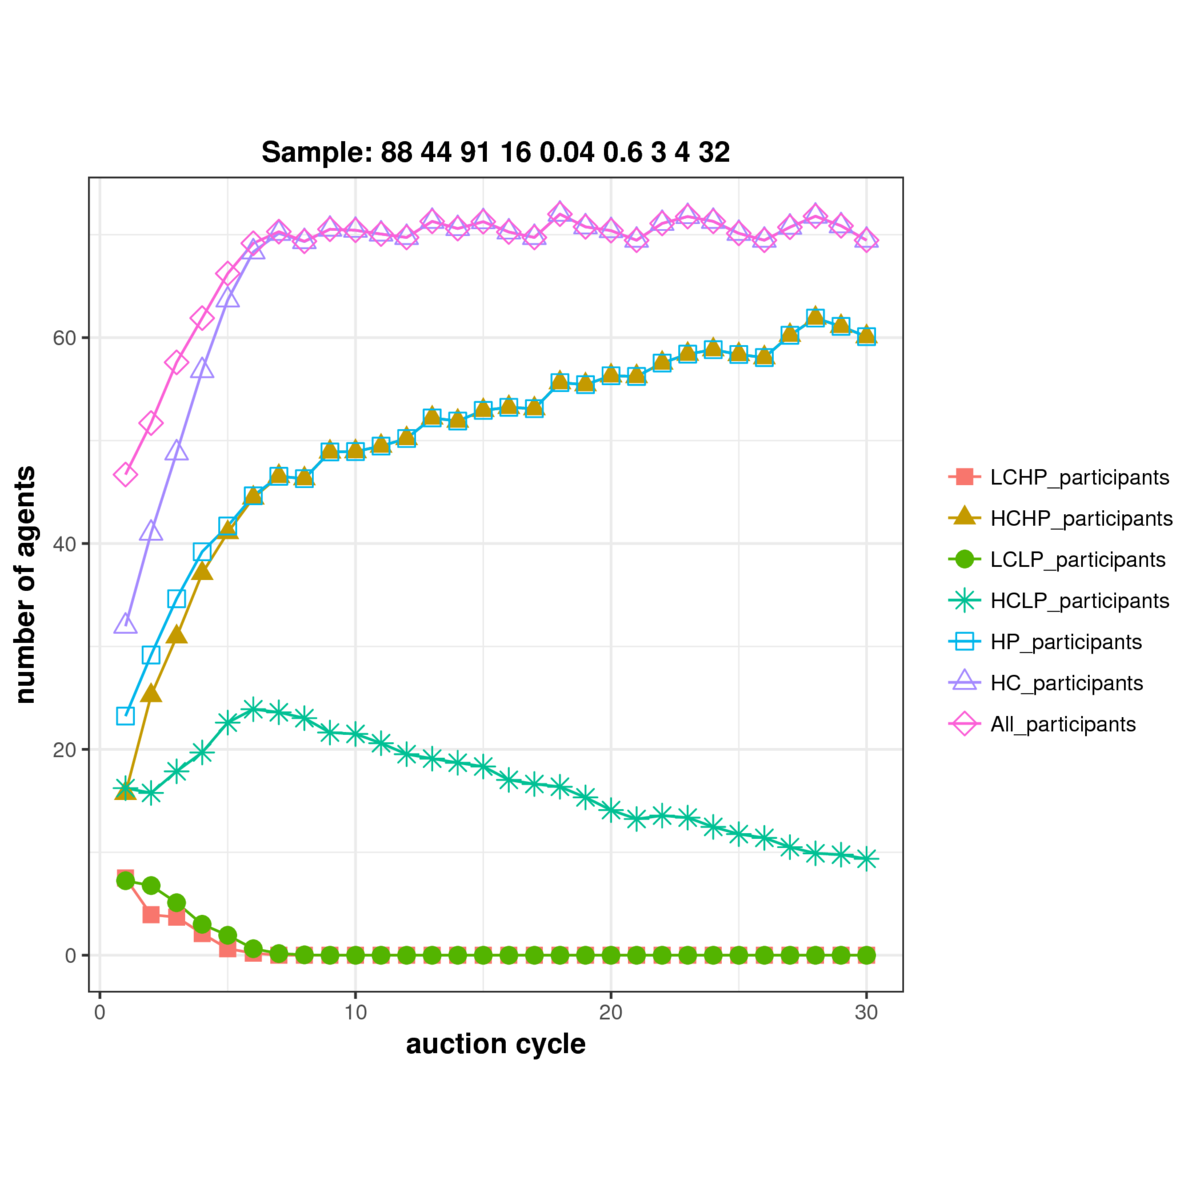 Sample: 88 44 91 16 0.04 0.6 3 4 32
number of agents
60
40
20
0
0 10 20 30
auction cycle
LCHP_participants
HCHP_participants
LCLP_participants
HCLP_participants
HP_participants
HC_participants
All_participants